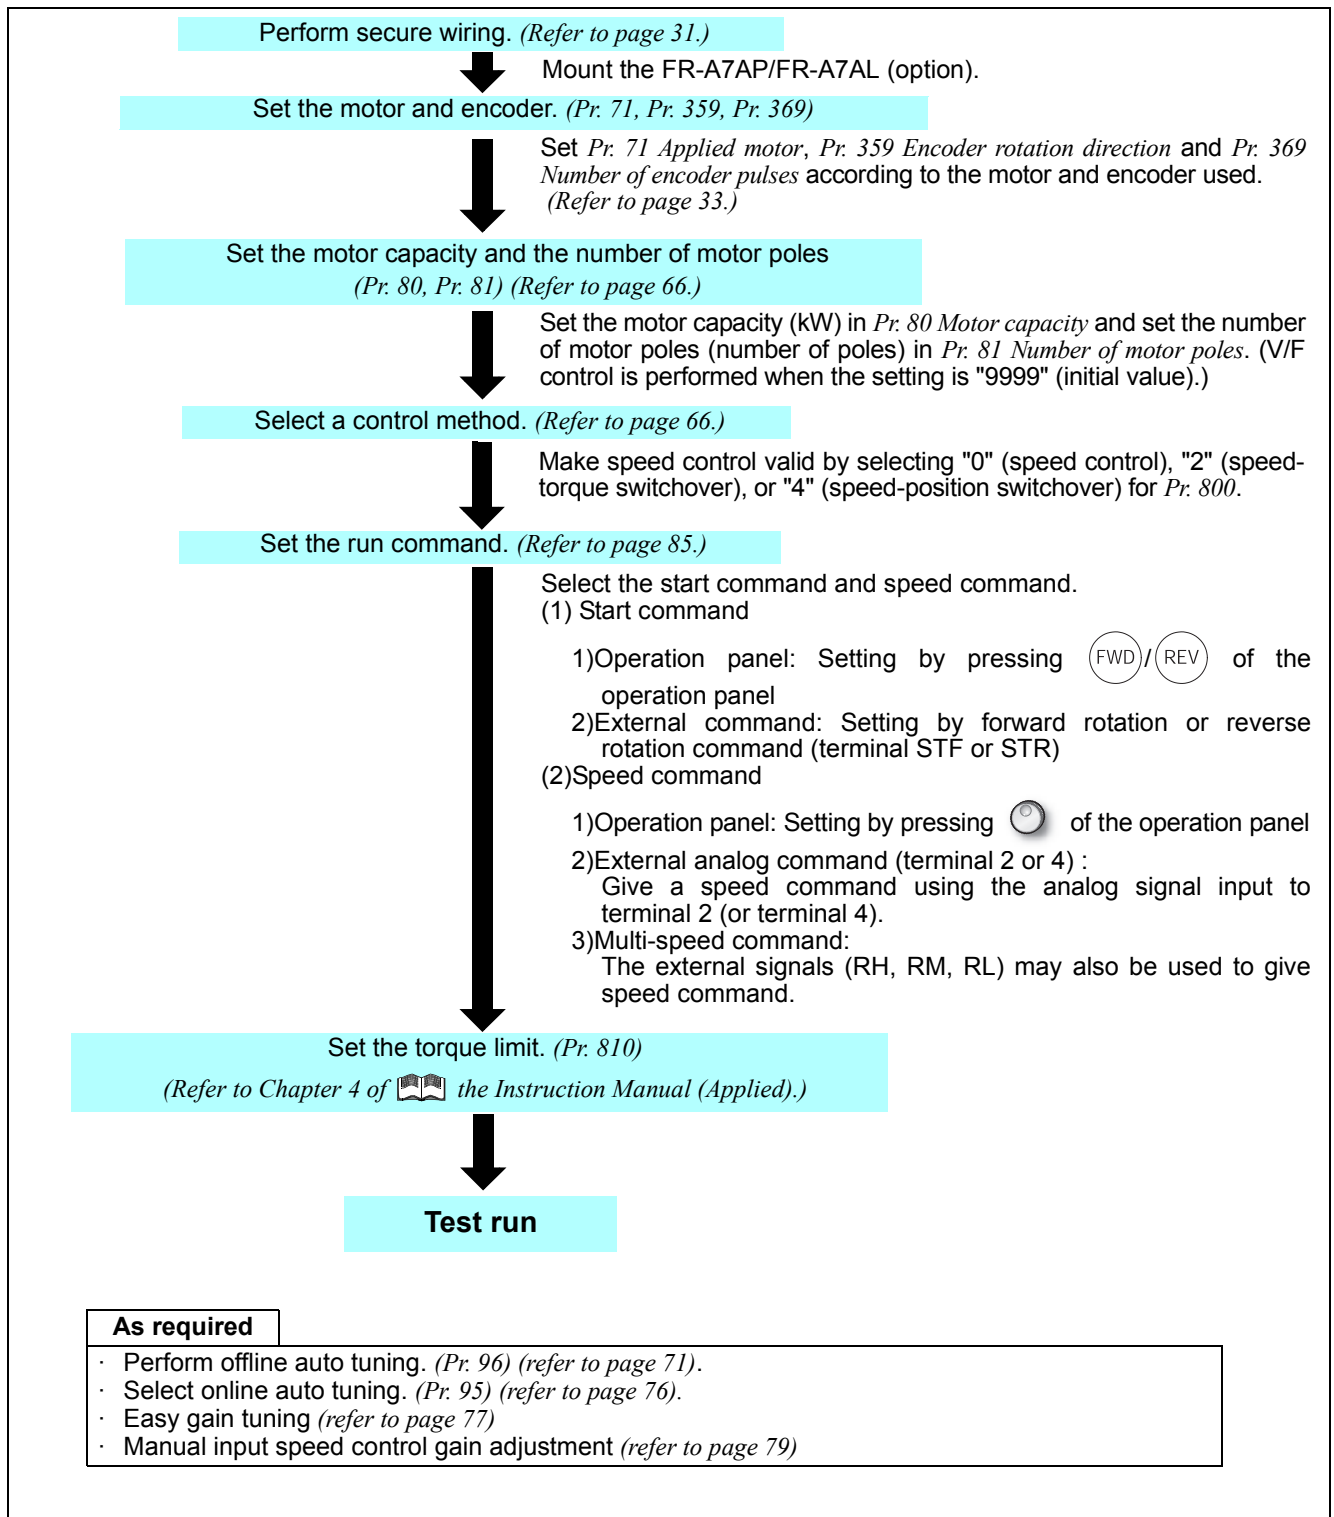 Perform secure wiring. (Refer to page 31.)
Mount the FR-A7AP/FR-A7AL (option).
Set the motor and encoder. (Pr. 71, Pr. 359, Pr. 369)
Set Pr. 71 Applied motor, Pr. 359 Encoder rotation direction and Pr. 369
Number of encoder pulses according to the motor and encoder used.
(Refer to page 33.)
Set the motor capacity and the number of motor poles
(Pr. 80, Pr. 81) (Refer to page 66.)
Set the motor capacity (kW) in Pr. 80 Motor capacity and set the number
of motor poles (number of poles) in Pr. 81 Number of motor poles. (V/F
control is performed when the setting is "9999" (initial value).)
Select a control method. (Refer to page 66.)
Make speed control valid by selecting "0" (speed control), "2" (speed-
torque switchover), or "4" (speed-position switchover) for Pr. 800.
Set the run command. (Refer to page 85.)
Select the start command and speed command.
(1) Start command
1)Operation panel: Setting by pressing FWD/REV of the
operation panel
2)External command: Setting by forward rotation or reverse
rotation command (terminal STF or STR)
(2)Speed command
1)Operation panel: Setting by pressing of the operation panel
2)External analog command (terminal 2 or 4) :
Give a speed command using the analog signal input to
terminal 2 (or terminal 4).
3)Multi-speed command:
The external signals (RH, RM, RL) may also be used to give
speed command.
Set the torque limit. (Pr. 810)
(Refer to Chapter 4 of the Instruction Manual (Applied).)
Test run
As required
· Perform offline auto tuning. (Pr. 96) (refer to page 71).
· Select online auto tuning. (Pr. 95) (refer to page 76).
· Easy gain tuning (refer to page 77)
· Manual input speed control gain adjustment (refer to page 79)